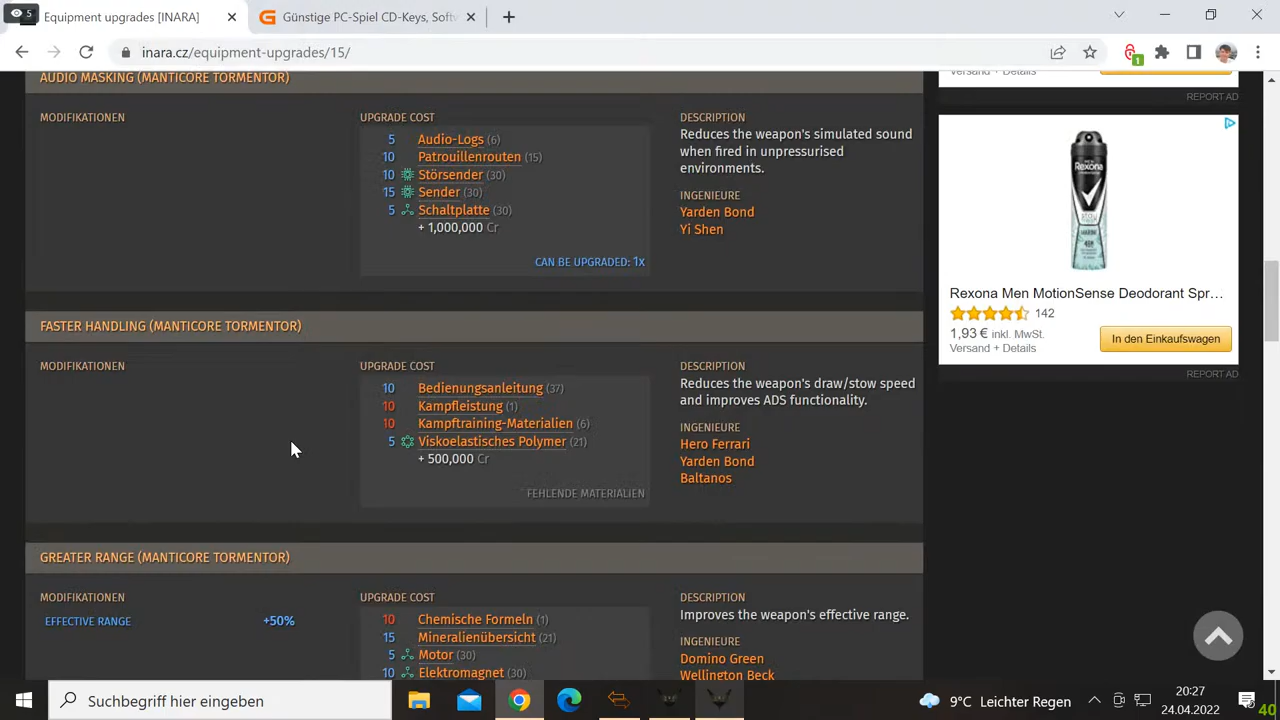 5
Equipment upgrades [INARA]
Günstige PC-Spiel CD-Keys, Softw
inara.cz/equipment-upgrades/15/
1
AUDIO MASKING (MANTICORE TORMENTOR)
MODIFIKATIONEN
UPGRADE COST
5 Audio-Logs (6)
10 Patrouillenrouten (15)
10 Störsender (30)
15 Sender (30)
5 Schaltplatte (30)
+ 1,000,000 Cr
CAN BE UPGRADED: 1x
DESCRIPTION
Reduces the weapon's simulated sound
when fired in unpressurised
environments.
INGENIEURE
Yarden Bond
Yi Shen
FASTER HANDLING (MANTICORE TORMENTOR)
MODIFIKATIONEN
UPGRADE COST
10 Bedienungsanleitung (37)
10 Kampfleistung (1)
10 Kampftraining-Materialien (6)
5 Viskoelastisches Polymer (21)
+ 500,000 Cr
FEHLENDE MATERIALIEN
DESCRIPTION
Reduces the weapon's draw/stow speed
and improves ADS functionality.
INGENIEURE
Hero Ferrari
Yarden Bond
Baltanos
GREATER RANGE (MANTICORE TORMENTOR)
MODIFIKATIONEN
EFFECTIVE RANGE +50%
UPGRADE COST
10 Chemische Formeln (1)
15 Mineralienübersicht (21)
5 Motor (30)
10 Elektromagnet (30)
DESCRIPTION
Improves the weapon's effective range.
INGENIEURE
Domino Green
Wellington Beck
Versand + Details
REPORT AD
Rexona
MEN
Rexona Men MotionSense Deodorant Spr…
142
1,93 € inkl. MwSt.
Versand + Details
In den Einkaufswagen
REPORT AD
Suchbegriff hier eingeben
9°C Leichter Regen
20:27
24.04.2022
40